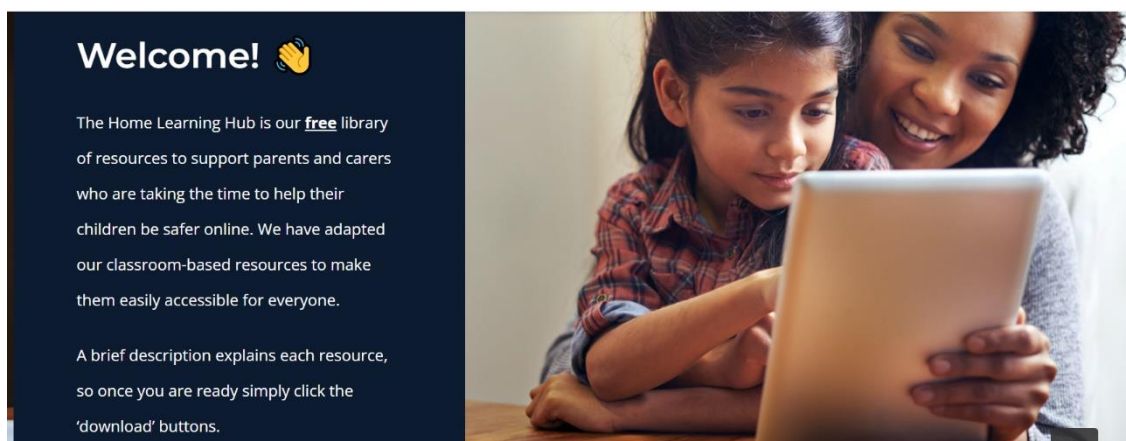 Welcome! 👋
The Home Learning Hub is our free library
of resources to support parents and carers
who are taking the time to help their
children be safer online. We have adapted
our classroom-based resources to make
them easily accessible for everyone.
A brief description explains each resource,
so once you are ready simply click the
‘download’ buttons.